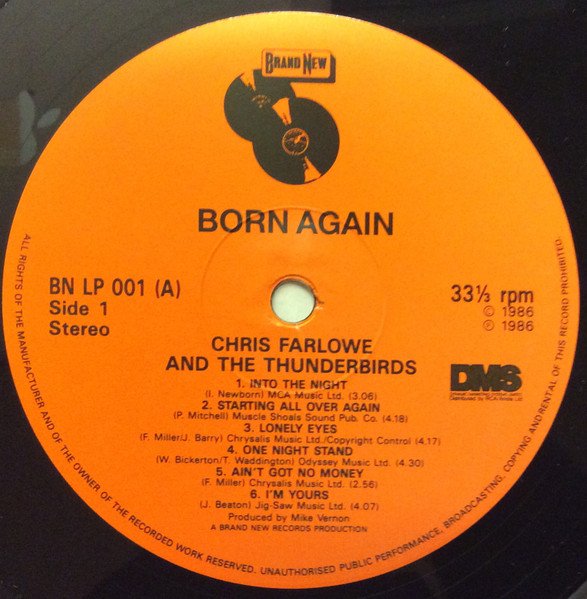 BRAND NEW
BORN AGAIN
BN LP 001 (A)
Side 1
Stereo
33⅓ rpm
© 1986
℗ 1986
CHRIS FARLOWE
AND THE THUNDERBIRDS
1. INTO THE NIGHT
(I. Newborn) MCA Music Ltd. (3.06)
2. STARTING ALL OVER AGAIN
(P. Mitchell) Muscle Shoals Sound Pub. Co. (4.18)
3. LONELY EYES
(F. Miller/J. Barry) Chrysalis Music Ltd./Copyright Control (4.17)
4. ONE NIGHT STAND
(W. Bickerton/T. Waddington) Odyssey Music Ltd. (4.30)
5. AIN'T GOT NO MONEY
(F. Miller) Chrysalis Music Ltd. (2.56)
6. I'M YOURS
(J. Beaton) Jig-Saw Music Ltd. (4.07)
Produced by Mike Vernon
A BRAND NEW RECORDS PRODUCTION
DMS
ALL RIGHTS OF THE MANUFACTURER AND OF THE OWNER OF THE RECORDED WORK RESERVED. UNAUTHORISED PUBLIC PERFORMANCE, BROADCASTING, COPYING AND RENTAL OF THIS RECORD PROHIBITED.